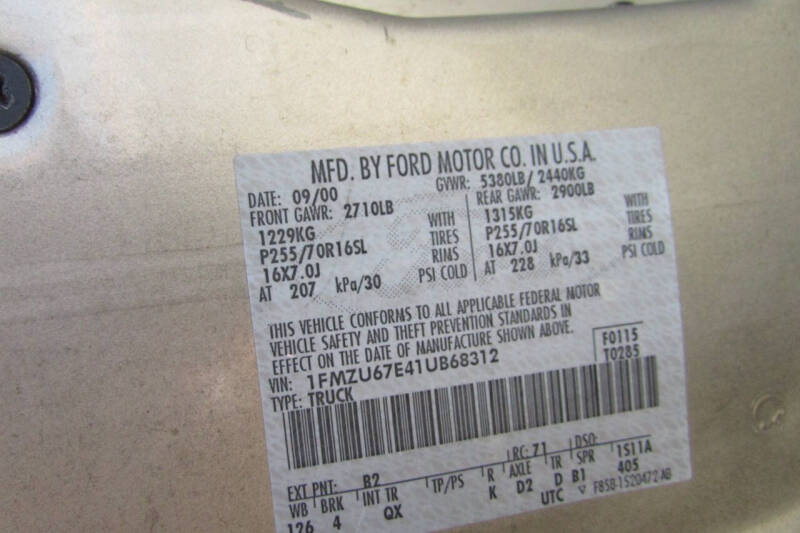 MFD. BY FORD MOTOR CO. IN U.S.A.
DATE: 09/00 GVWR: 5380LB/ 2440KG
FRONT GAWR: 2710LB REAR GAWR: 2900LB
1229KG WITH 1315KG WITH
P255/70R16SL TIRES P255/70R16SL TIRES
16X7.0J RIMS 16X7.0J RIMS
AT 207 kPa/30 PSI COLD AT 228 kPa/33 PSI COLD
THIS VEHICLE CONFORMS TO ALL APPLICABLE FEDERAL MOTOR
VEHICLE SAFETY AND THEFT PREVENTION STANDARDS IN
EFFECT ON THE DATE OF MANUFACTURE SHOWN ABOVE.
VIN: 1FMZU67E41UB68312 F0115
TYPE: TRUCK T0285
EXT PNT: B2 RC: 71 DSO:
WB BRK INT TR TP/PS R AXLE TR SPR 1S11A
126 4 QX K D2 D B1 405
UTC F85B-1520472-AB